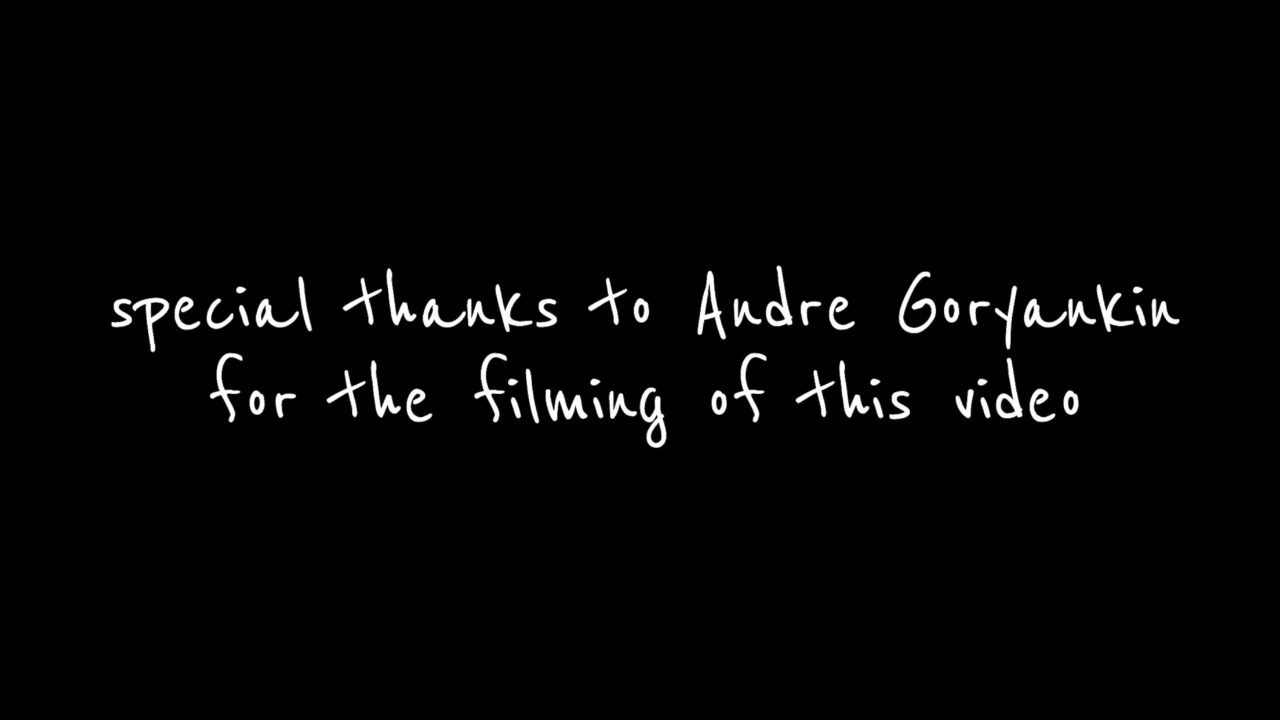 special thanks to Andre Goryankin
for the filming of this video